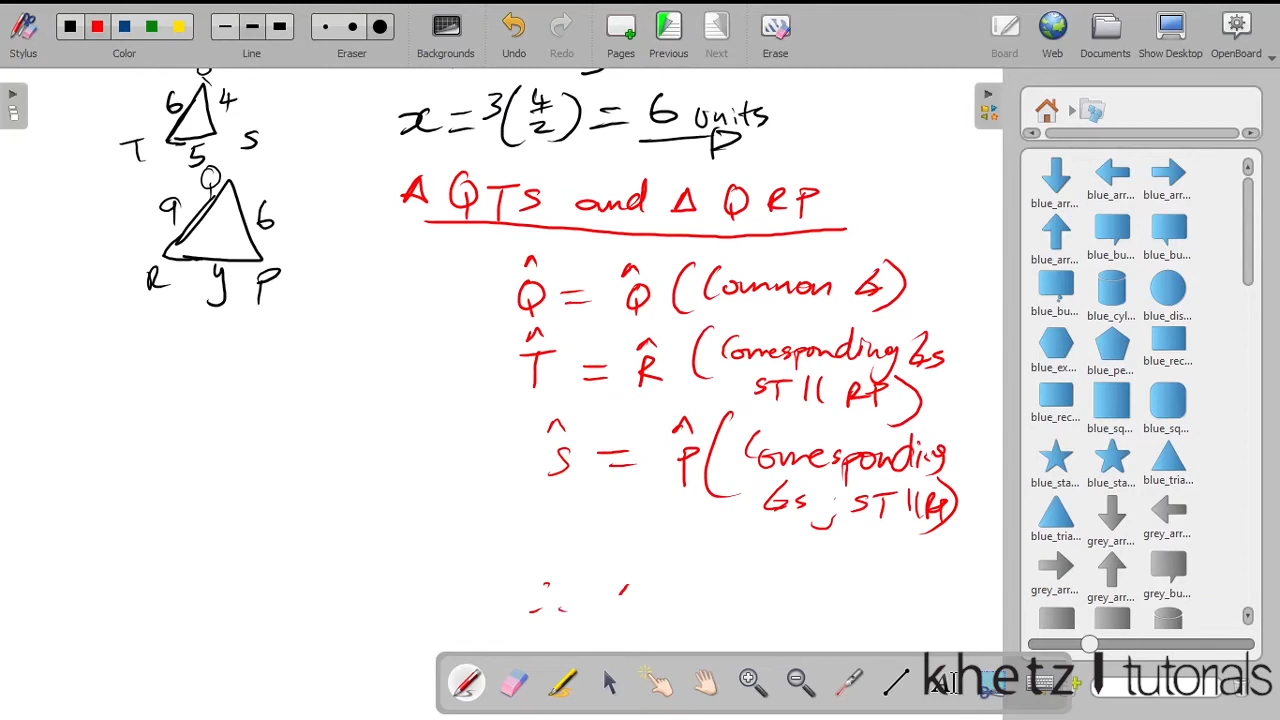 Stylus
Color
Line
Eraser
Backgrounds
Undo
Redo
Pages
Previous
Next
Erase
Board
Web
Documents
Show Desktop
OpenBoard
6 4
T 5 S
x = 3(4/2) = 6 units
Q
9 6
R y P
Δ QTS and Δ QRP
Q̂ = Q̂ (Common ∠)
T̂ = R̂ (Corresponding ∠s
ST || RP)
Ŝ = P̂ (Corresponding
∠s ; ST || RP)
∴
blue_arr... blue_arr... blue_arr...
blue_arr... blue_bu... blue_bu...
blue_bu... blue_cyl... blue_dis...
blue_ex... blue_pe... blue_rec...
blue_rec... blue_sq... blue_sq...
blue_sta... blue_sta... blue_tria...
blue_tria... grey_arr... grey_arr...
grey_arr... grey_arr... grey_bu...
khetz tutorials